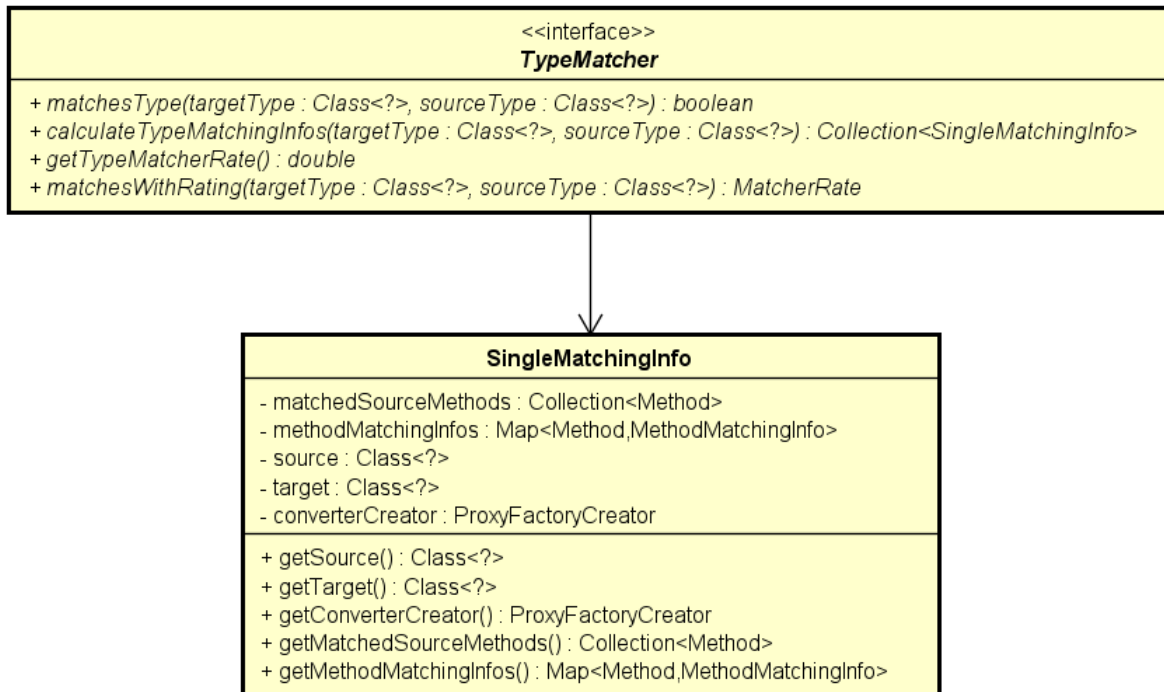 <<interface>>
TypeMatcher
+ matchesType(targetType : Class<?>, sourceType : Class<?>) : boolean
+ calculateTypeMatchingInfos(targetType : Class<?>, sourceType : Class<?>) : Collection<SingleMatchingInfo>
+ getTypeMatcherRate() : double
+ matchesWithRating(targetType : Class<?>, sourceType : Class<?>) : MatcherRate
SingleMatchingInfo
- matchedSourceMethods : Collection<Method>
- methodMatchingInfos : Map<Method,MethodMatchingInfo>
- source : Class<?>
- target : Class<?>
- converterCreator : ProxyFactoryCreator
+ getSource() : Class<?>
+ getTarget() : Class<?>
+ getConverterCreator() : ProxyFactoryCreator
+ getMatchedSourceMethods() : Collection<Method>
+ getMethodMatchingInfos() : Map<Method,MethodMatchingInfo>